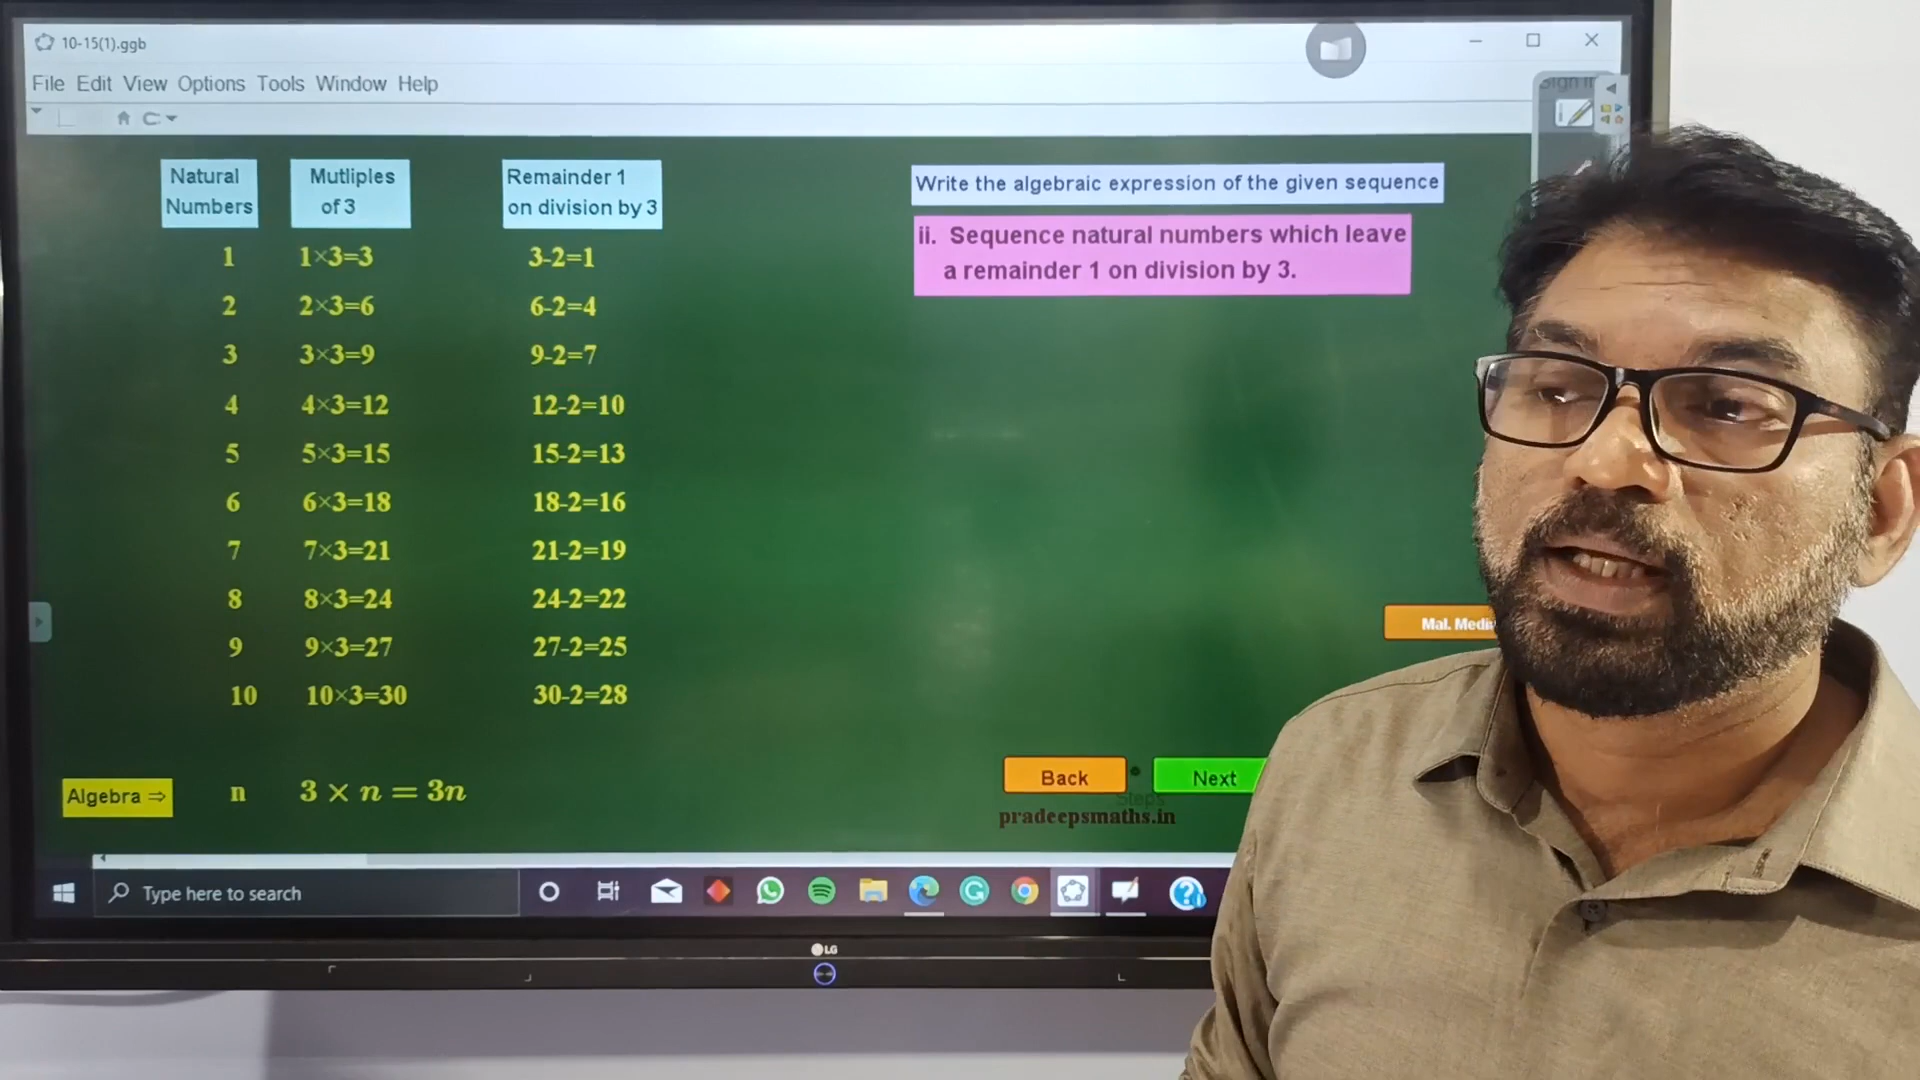 10-15(1).ggb
File Edit View Options Tools Window Help
Natural Numbers
Mutliples of 3
Remainder 1 on division by 3
1 1×3=3 3-2=1
2 2×3=6 6-2=4
3 3×3=9 9-2=7
4 4×3=12 12-2=10
5 5×3=15 15-2=13
6 6×3=18 18-2=16
7 7×3=21 21-2=19
8 8×3=24 24-2=22
9 9×3=27 27-2=25
10 10×3=30 30-2=28
Algebra ⇒ n 3 × n = 3n
Write the algebraic expression of the given sequence
ii. Sequence natural numbers which leave
a remainder 1 on division by 3.
Mal.
Back Next
Steps
pradeepsmaths.in
Type here to search
LG